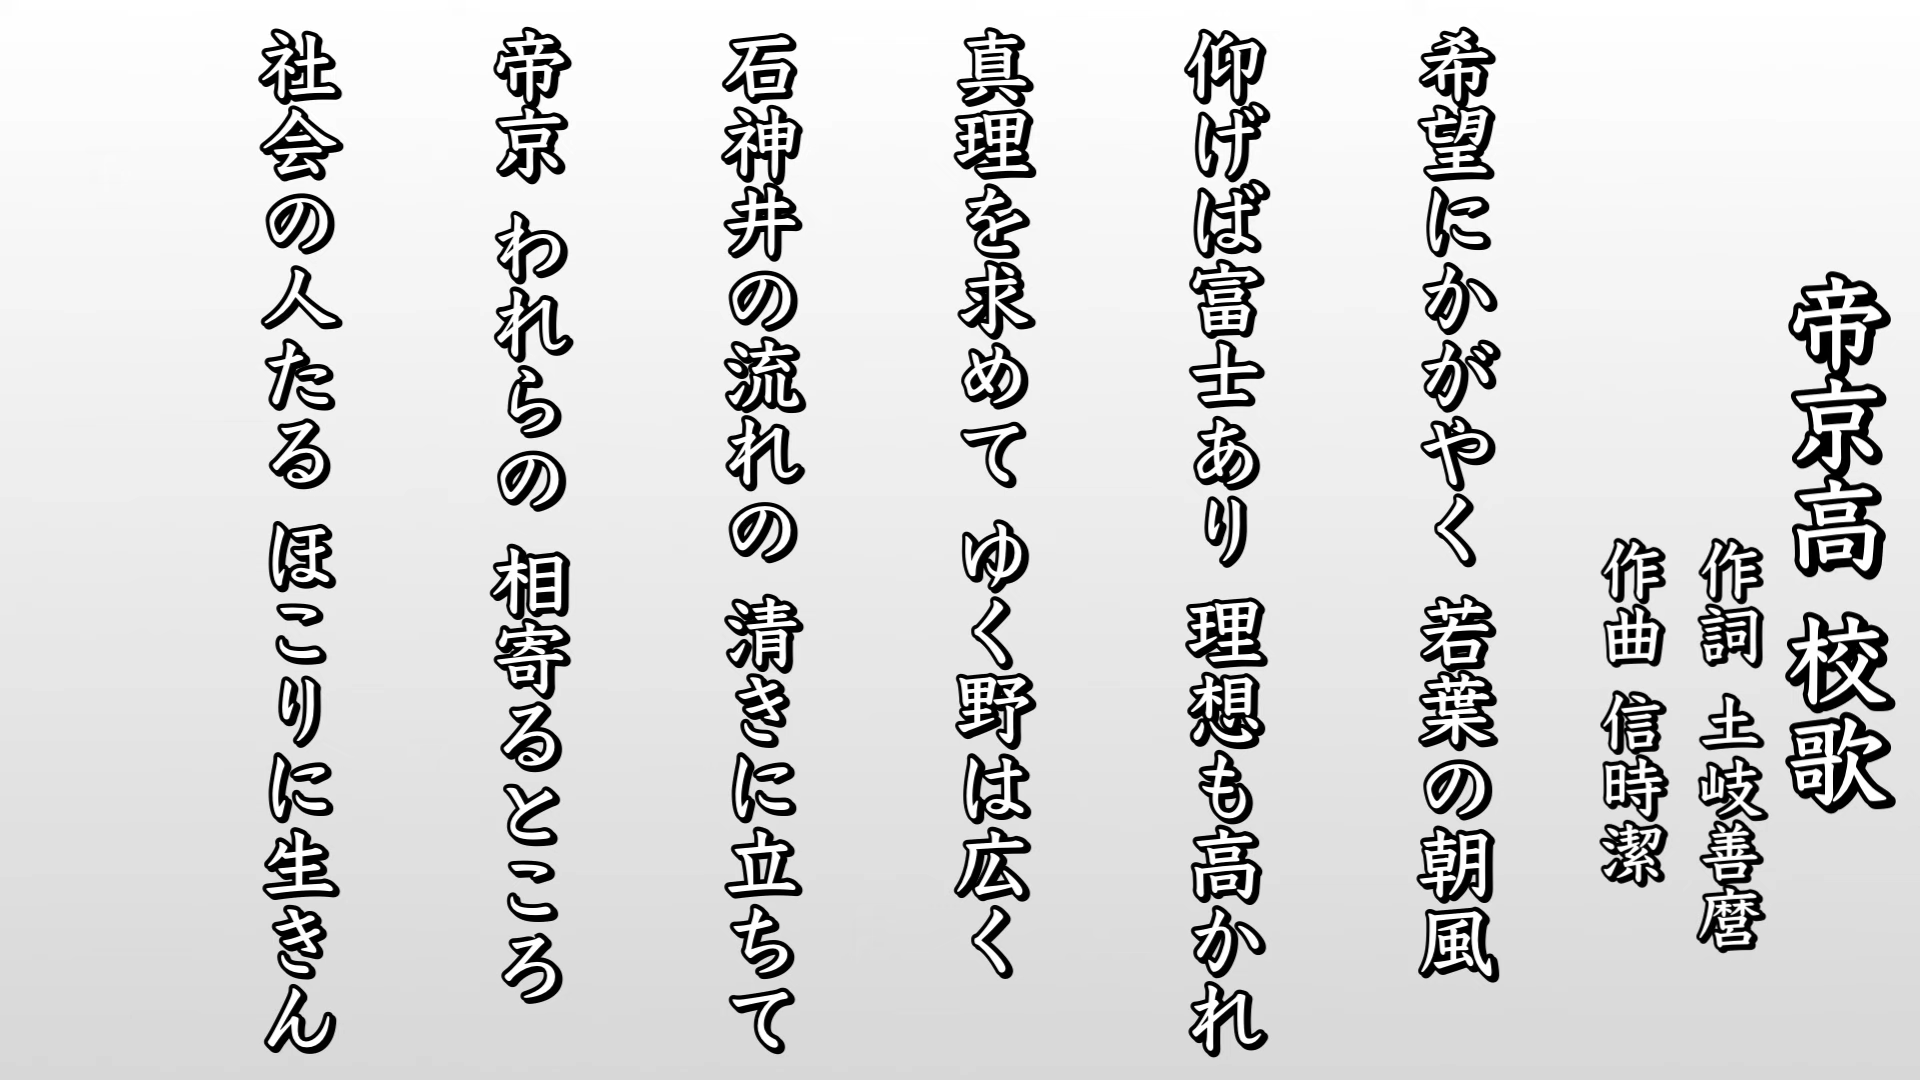 帝京高 校歌
作詞 土岐善麿
作曲 信時潔
希望にかがやく 若葉の朝風
仰げば富士あり 理想も高かれ
真理を求めて ゆく野は広く
石神井の流れの 清きに立ちて
帝京 われらの 相寄るところ
社会の人たる ほこりに生きん